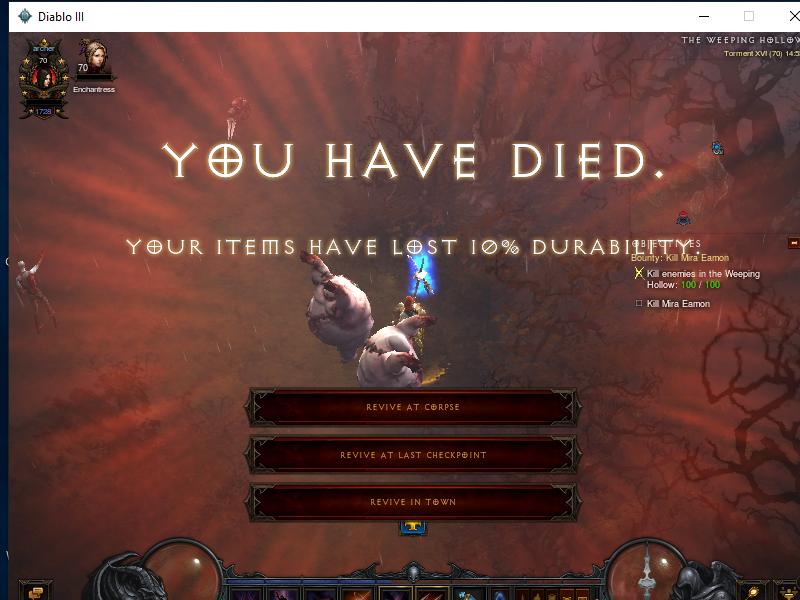 Diablo III
THE WEEPING HOLLOW
Torment XVI (70)
archer
70
70
Enchantress
1728
YOU HAVE DIED.
YOUR ITEMS HAVE LOST 10% DURABILITY.
OBJECTIVES
Bounty: Kill Mira Eamon
Kill enemies in the Weeping
Hollow: 100 / 100
Kill Mira Eamon
REVIVE AT CORPSE
REVIVE AT LAST CHECKPOINT
REVIVE IN TOWN